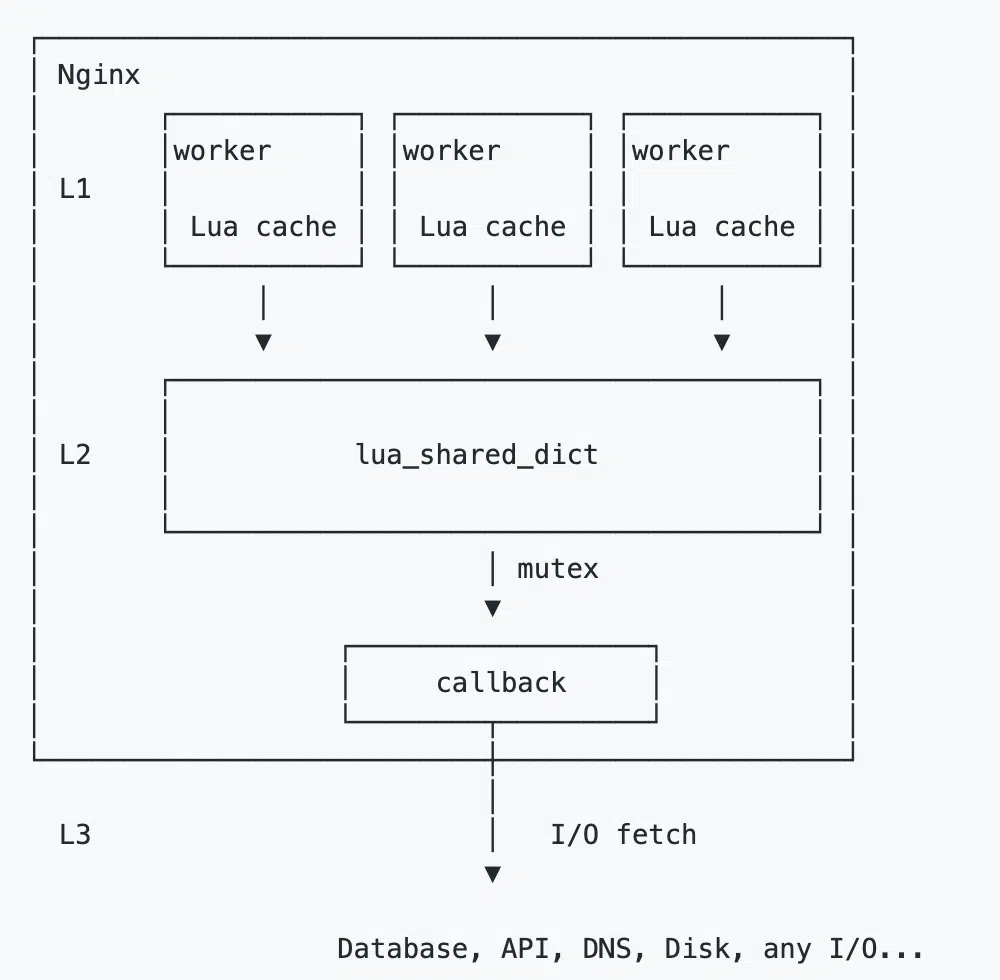 Nginx
worker worker worker
L1
Lua cache Lua cache Lua cache
L2 lua_shared_dict
mutex
callback
L3 I/O fetch
Database, API, DNS, Disk, any I/O...